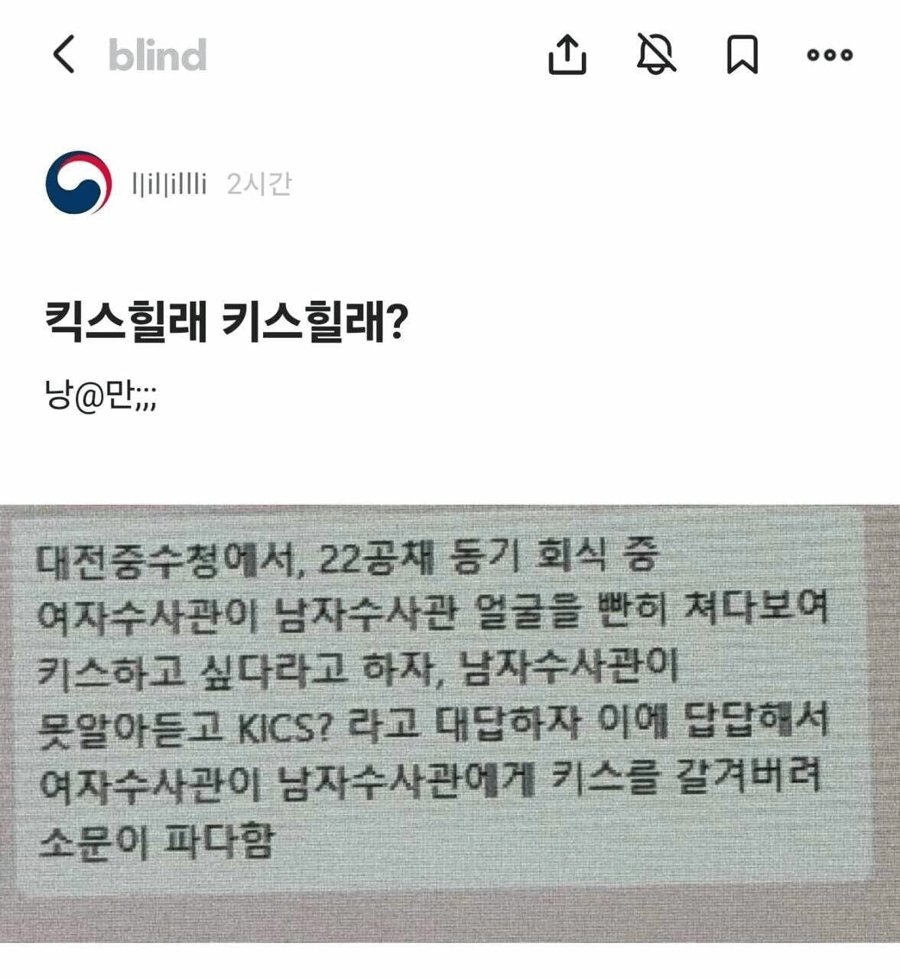 blind
2시간
킥스힐래 키스힐래?
낭@만;;;
대전중수청에서, 22공채 동기 회식 중
여자수사관이 남자수사관 얼굴을 빤히 쳐다보여
키스하고 싶다라고 하자, 남자수사관이
못알아듣고 KICS? 라고 대답하자 이에 답답해서
여자수사관이 남자수사관에게 키스를 갈겨버려
소문이 파다함